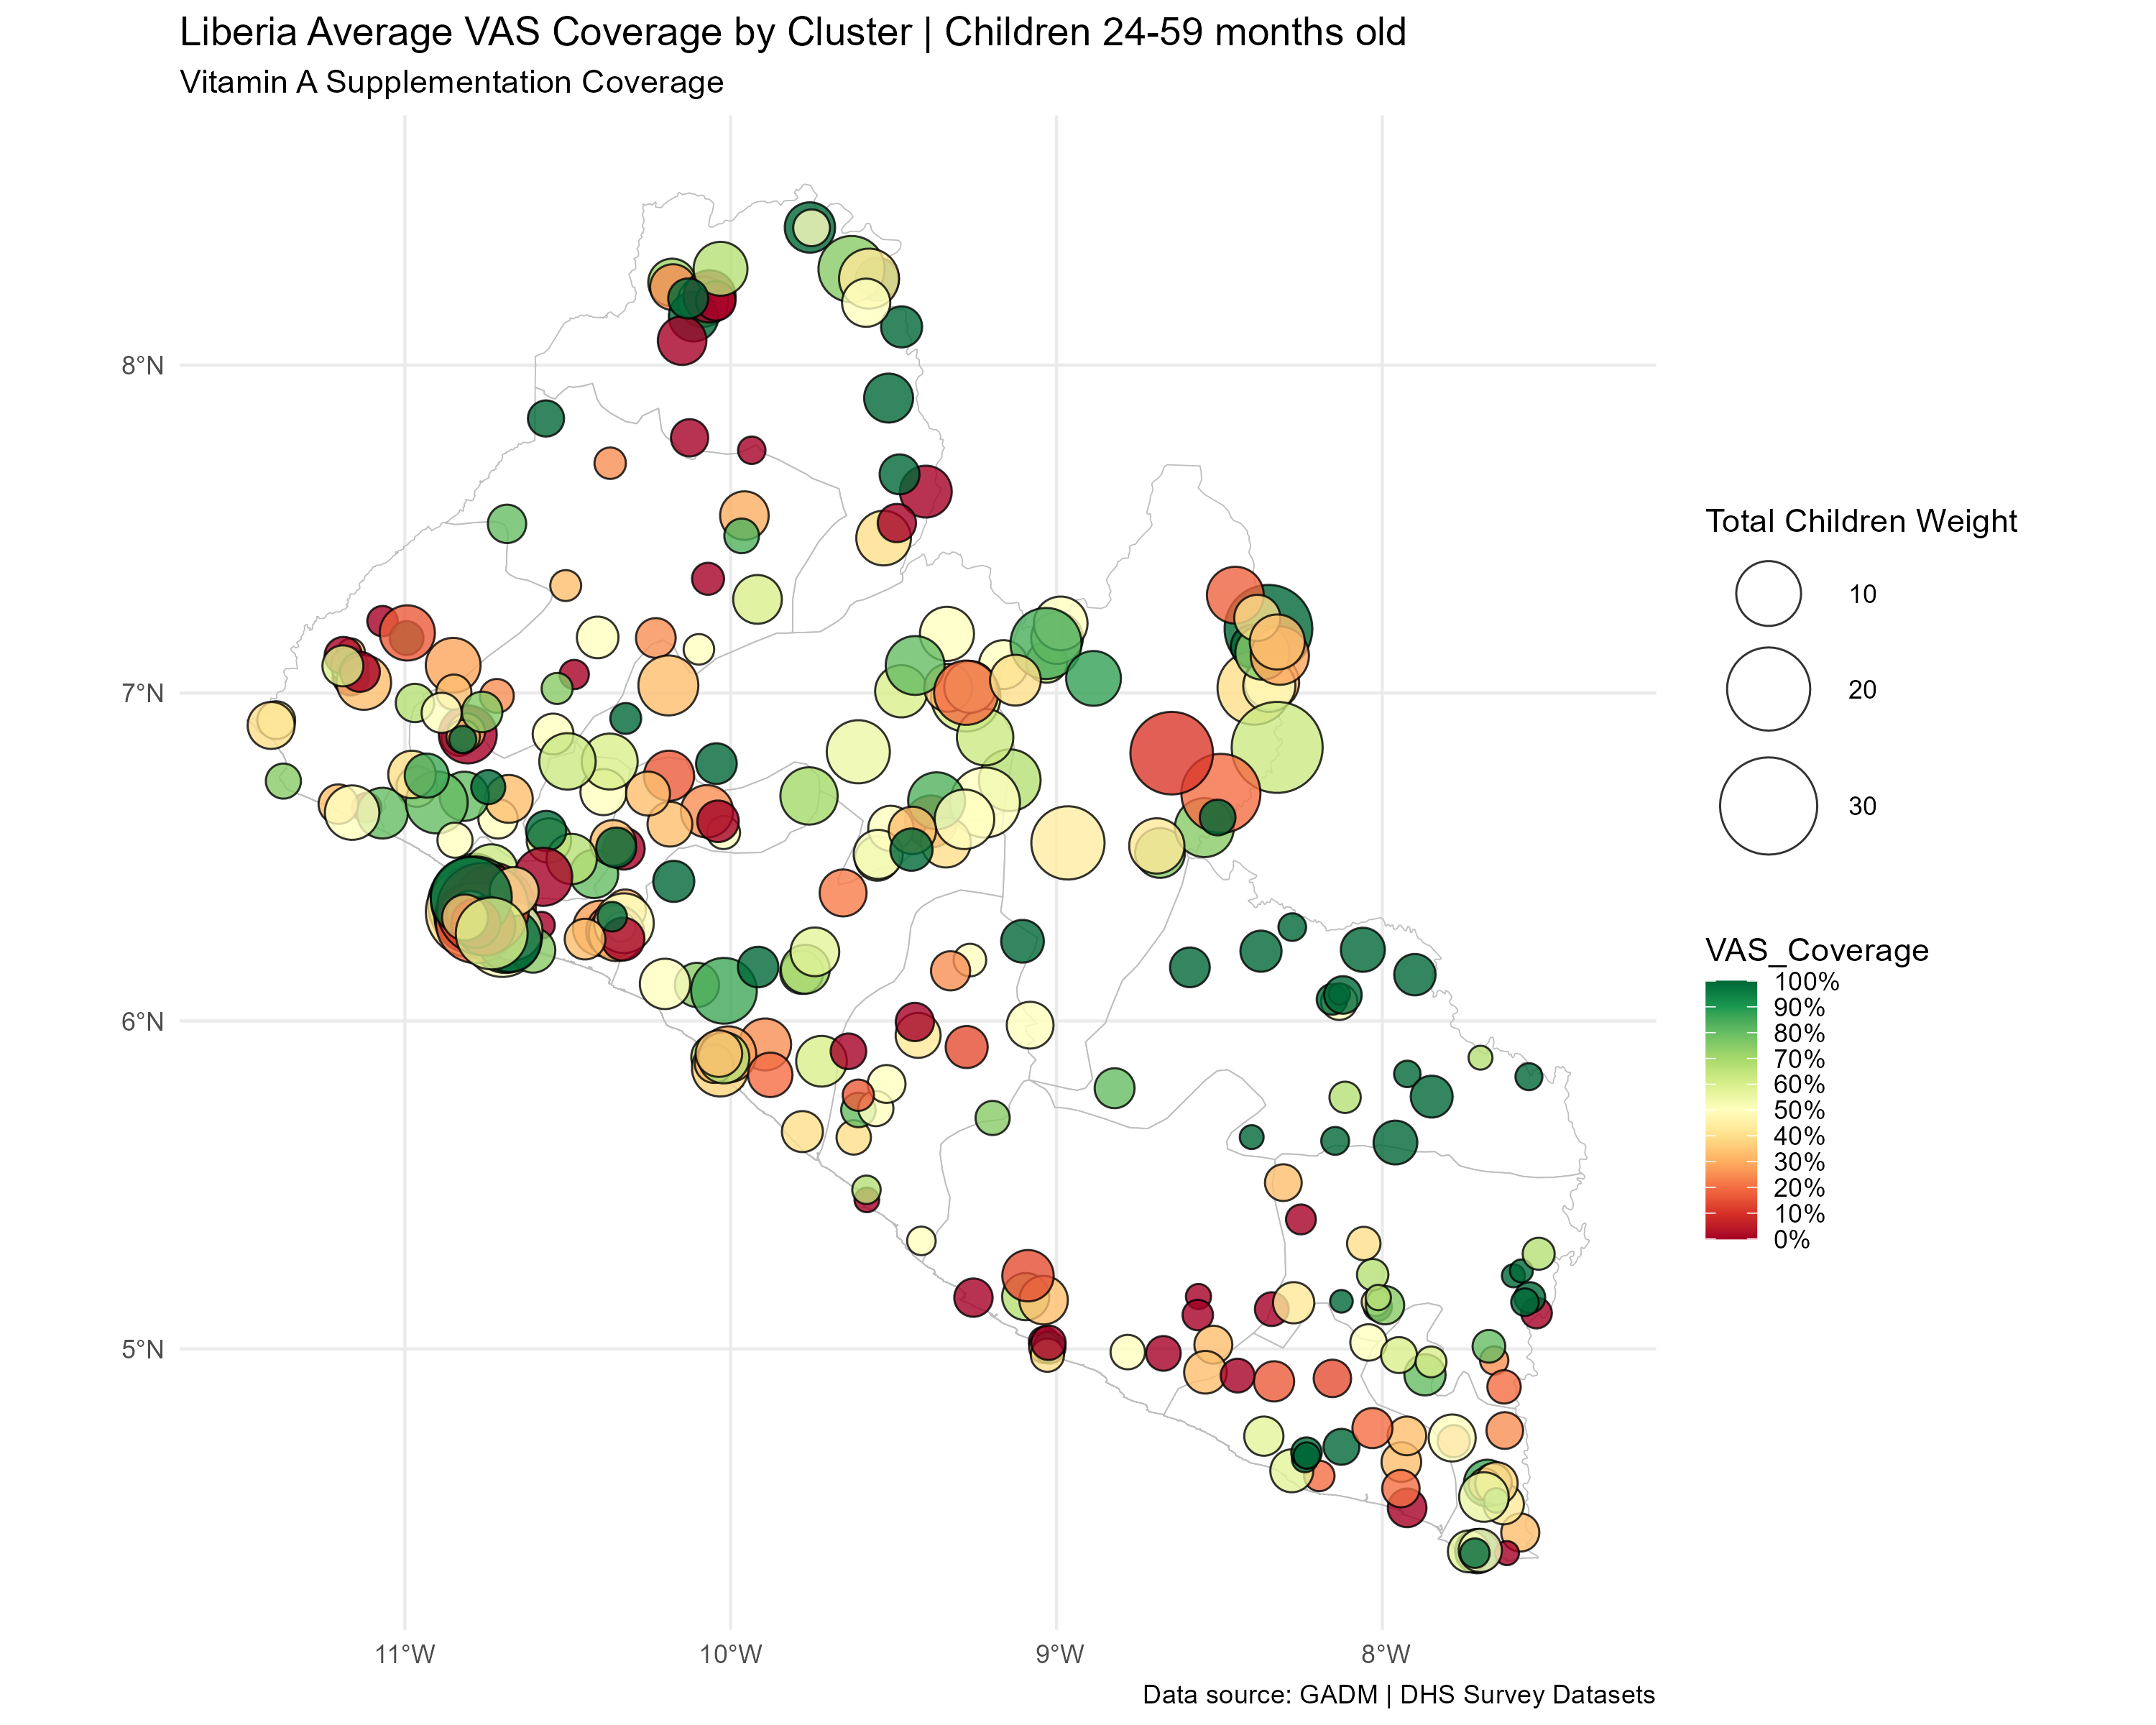 Liberia Average VAS Coverage by Cluster | Children 24-59 months old
Vitamin A Supplementation Coverage
8°N
7°N
6°N
5°N
11°W
10°W
9°W
8°W
Total Children Weight
10
20
30
VAS_Coverage
100%
90%
80%
70%
60%
50%
40%
30%
20%
10%
0%
Data source: GADM | DHS Survey Datasets